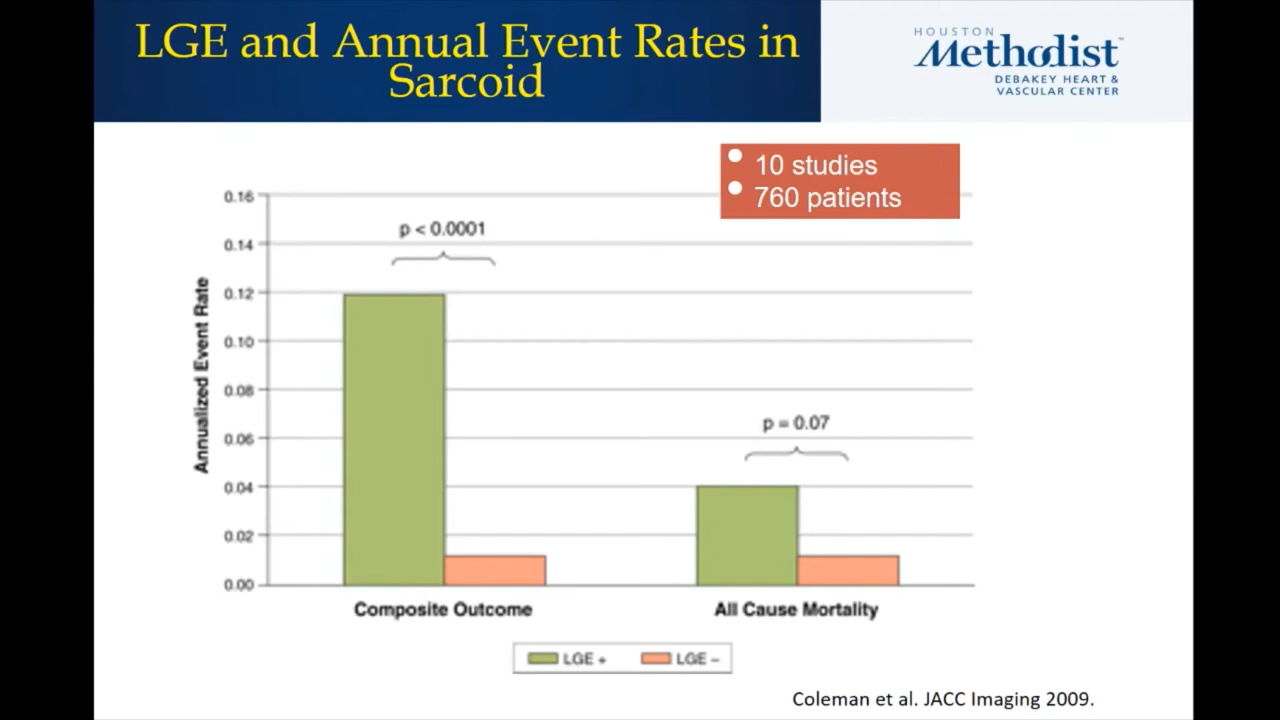 LGE and Annual Event Rates in
Sarcoid
HOUSTON
Methodist™
DEBAKEY HEART &
VASCULAR CENTER
• 10 studies
• 760 patients
Annualized Event Rate
0.16
0.14
0.12
0.10
0.08
0.06
0.04
0.02
0.00
p < 0.0001
p = 0.07
Composite Outcome
All Cause Mortality
LGE +
LGE –
Coleman et al. JACC Imaging 2009.